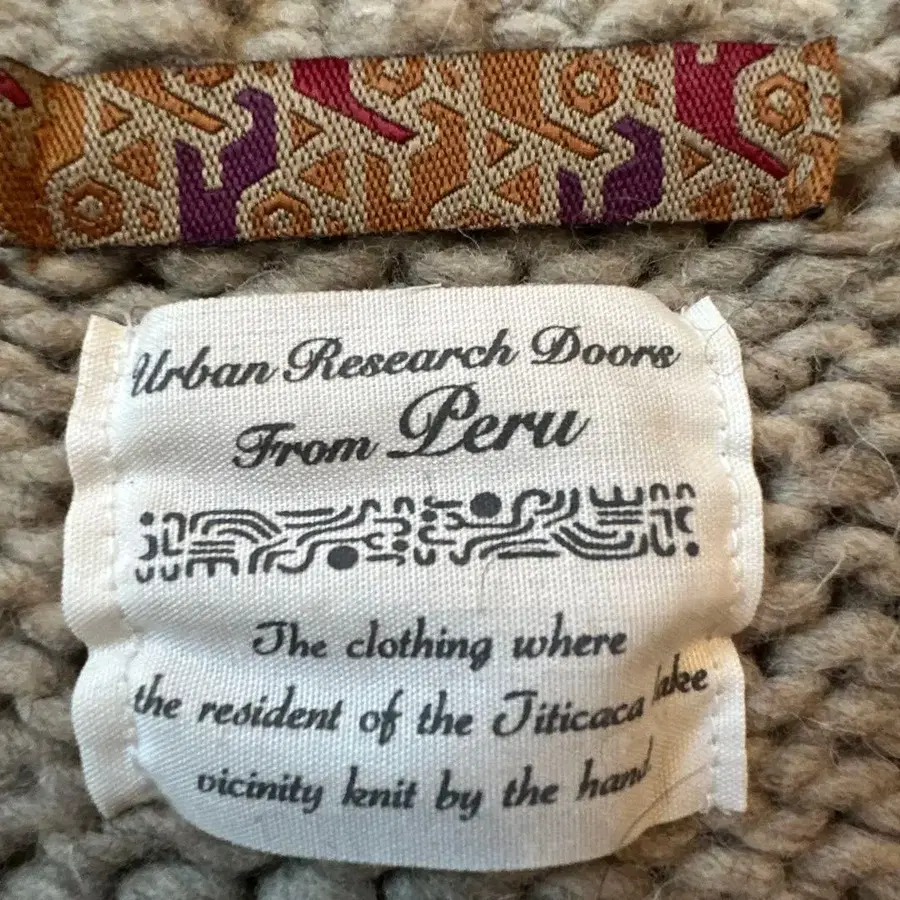 Urban Research Doors
From Peru
The clothing where
the resident of the Titicaca lake
vicinity knit by the hand